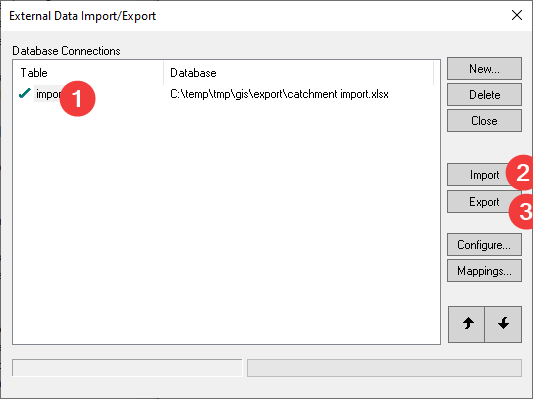 External Data Import/Export
Database Connections
Table Database
1 C:\temp\tmp\gis\export\catchment import.xlsx
New...
Delete
Close
Import 2
Export 3
Configure...
Mappings...